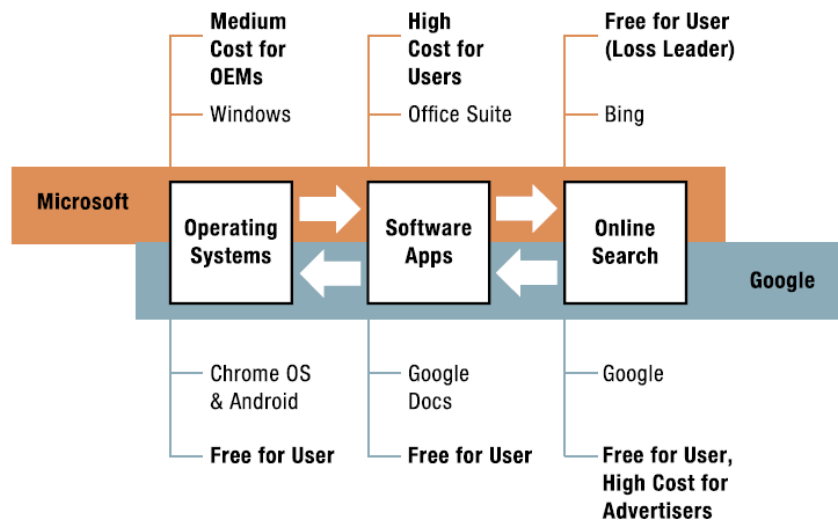 Medium
Cost for
OEMs
High
Cost for
Users
Free for User
(Loss Leader)
Windows
Office Suite
Bing
Microsoft
Operating
Systems
Software
Apps
Online
Search
Google
Chrome OS
& Android
Google
Docs
Google
Free for User
Free for User
Free for User,
High Cost for
Advertisers